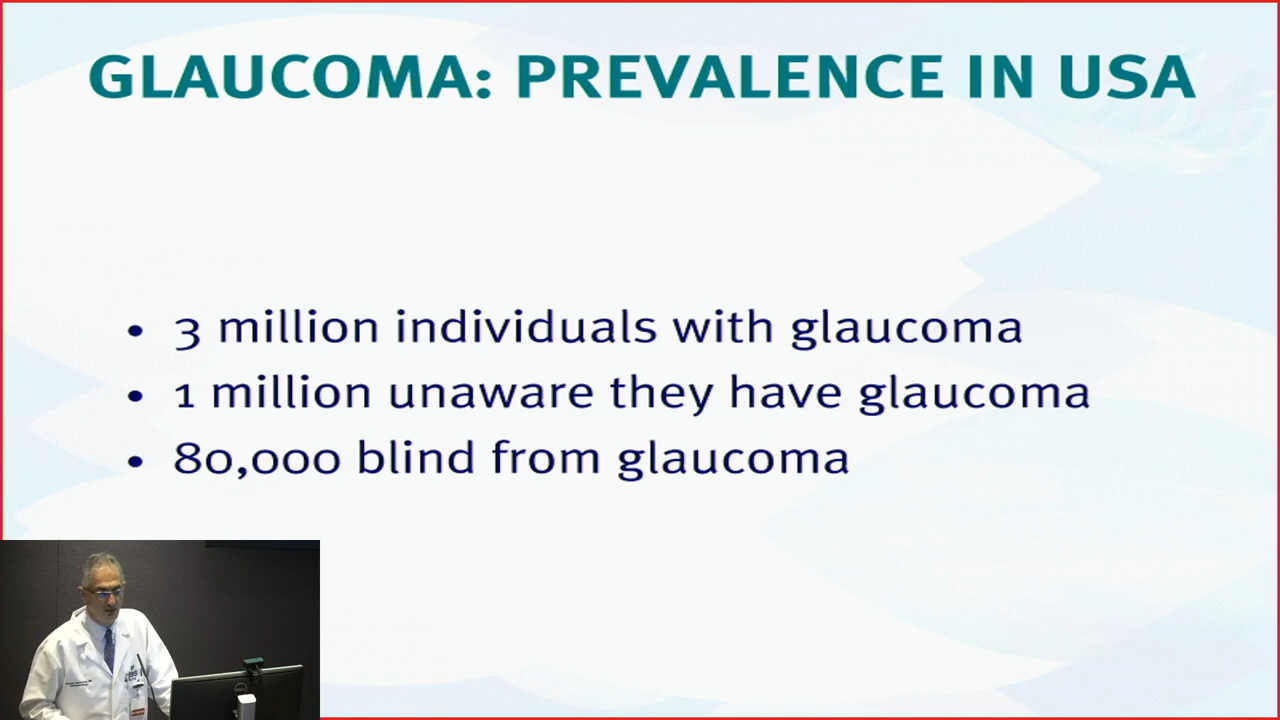 GLAUCOMA: PREVALENCE IN USA
• 3 million individuals with glaucoma
• 1 million unaware they have glaucoma
• 80,000 blind from glaucoma